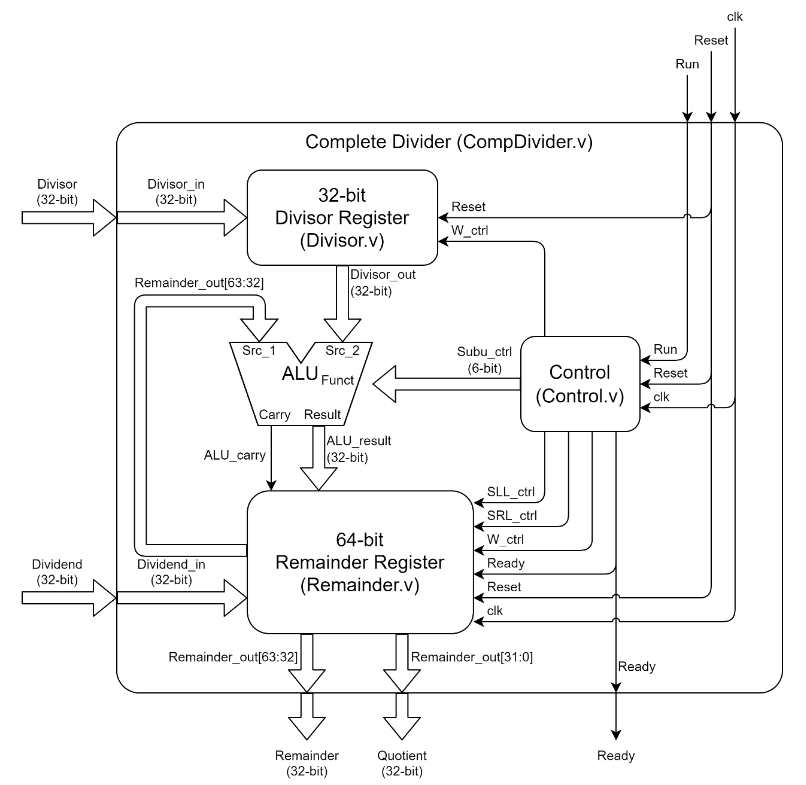 clk
Reset
Run
Complete Divider (CompDivider.v)
Divisor
(32-bit)
Divisor_in
(32-bit)
32-bit
Divisor Register
(Divisor.v)
Reset
W_ctrl
Remainder_out[63:32]
Divisor_out
(32-bit)
Src_1
Src_2
ALU
Funct
Carry
Result
Subu_ctrl
(6-bit)
Control
(Control.v)
Run
Reset
clk
ALU_carry
ALU_result
(32-bit)
SLL_ctrl
SRL_ctrl
W_ctrl
Ready
Reset
clk
64-bit
Remainder Register
(Remainder.v)
Dividend
(32-bit)
Dividend_in
(32-bit)
Remainder_out[63:32]
Remainder_out[31:0]
Ready
Remainder
(32-bit)
Quotient
(32-bit)
Ready